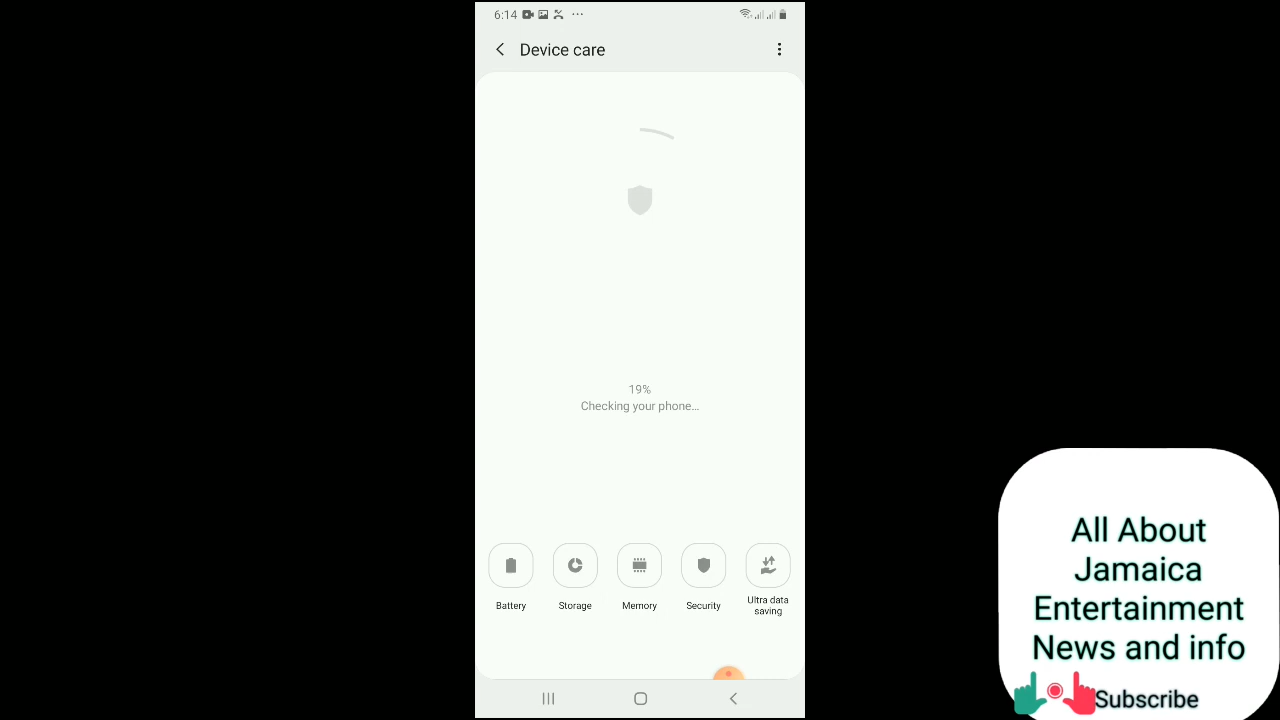 6:14
Device care
19%
Checking your phone...
Battery
Storage
Memory
Security
Ultra data
saving
All About
Jamaica
Entertainment
News and info
Subscribe